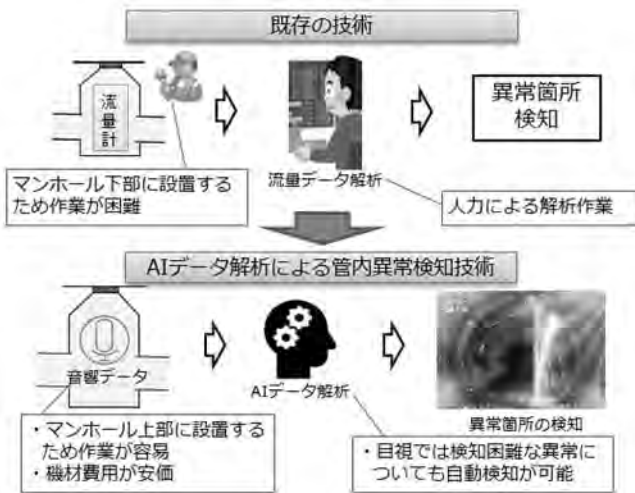 既存の技術
流
量
計
流量データ解析
異常箇所
検知
マンホール下部に設置する
ため作業が困難
人力による解析作業
AIデータ解析による管内異常検知技術
音響データ
AIデータ解析
異常箇所の検知
・マンホール上部に設置する
ため作業が容易
・機材費用が安価
・目視では検知困難な異常に
ついても自動検知が可能